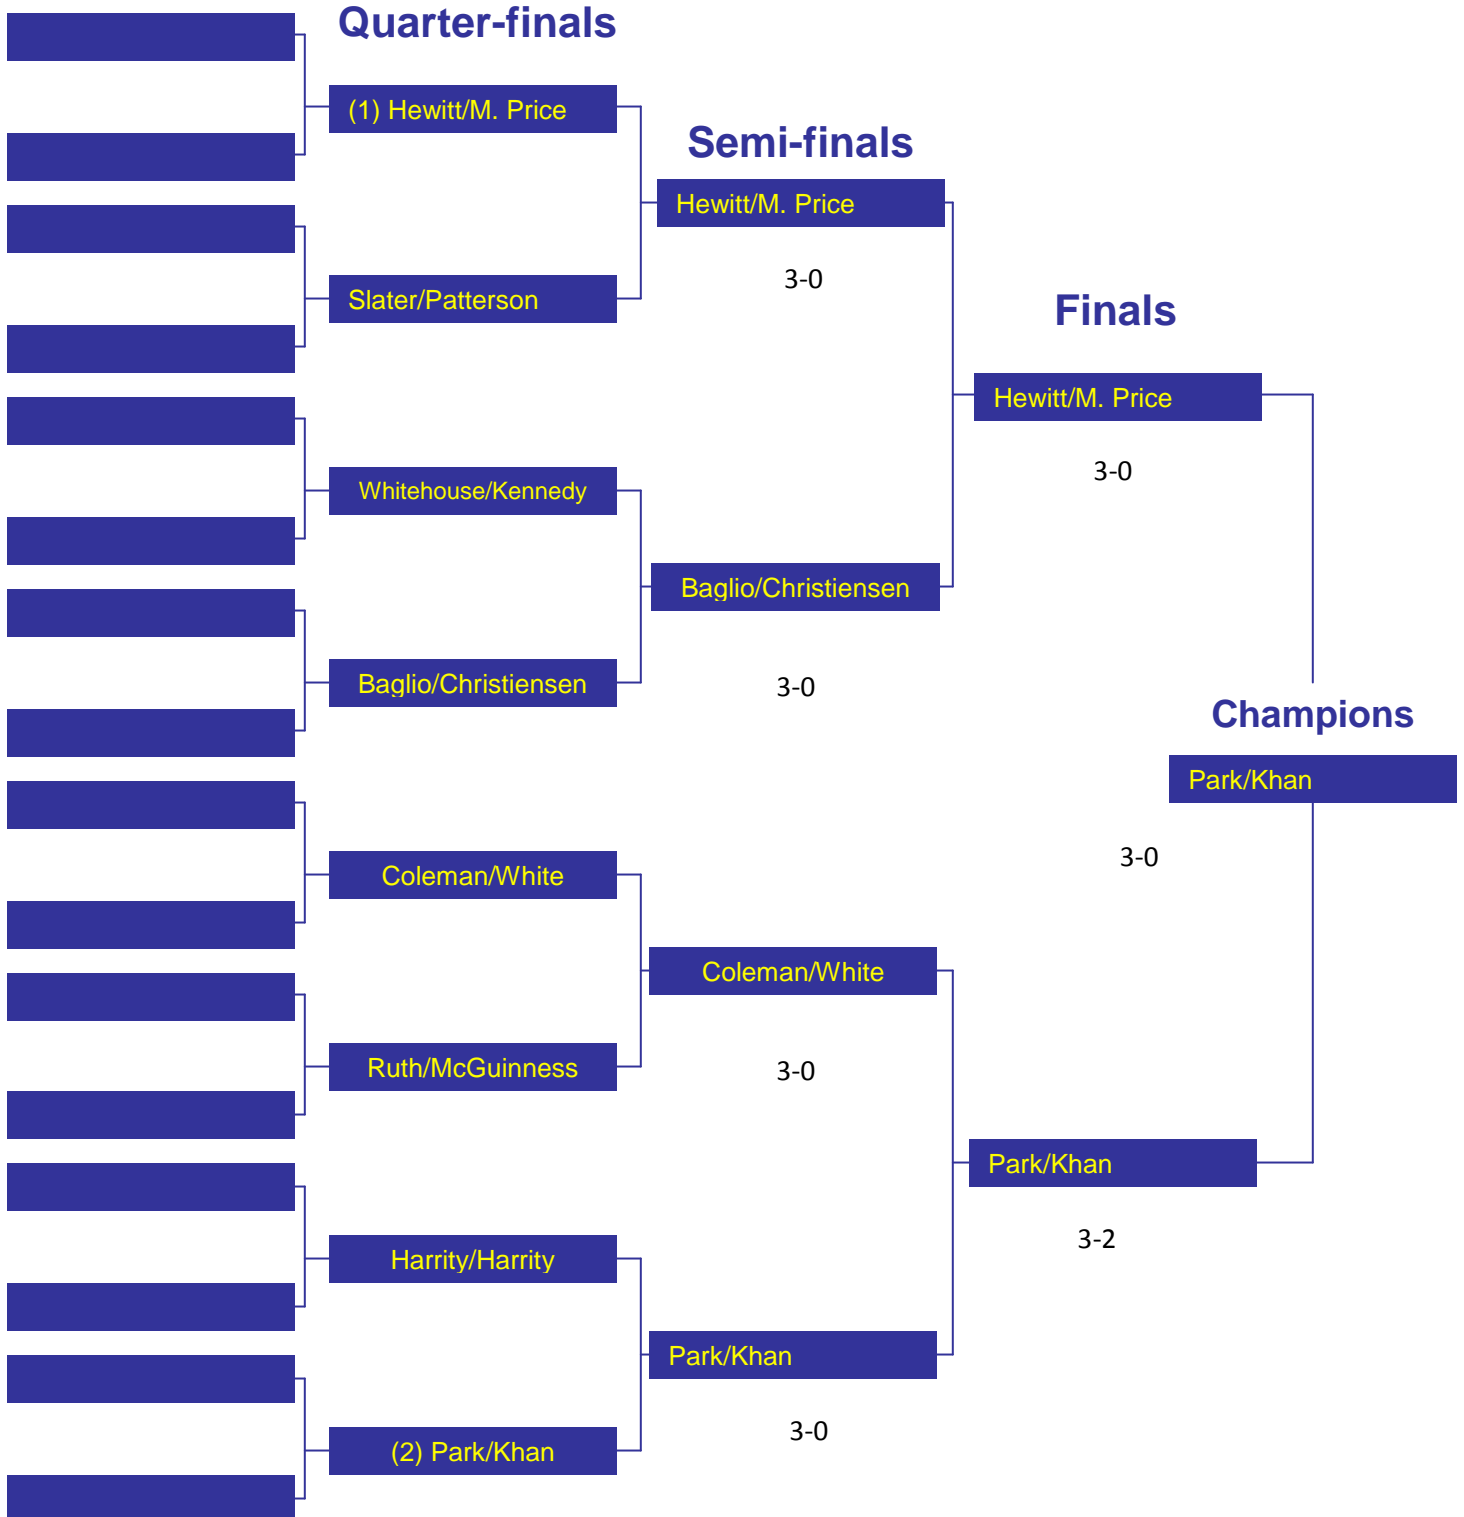 Quarter-finals
(1) Hewitt/M. Price
Semi-finals
Hewitt/M. Price
3-0
Slater/Patterson
Finals
Hewitt/M. Price
3-0
Whitehouse/Kennedy
Baglio/Christiensen
3-0
Baglio/Christiensen
Champions
Park/Khan
3-0
Coleman/White
Coleman/White
3-0
Ruth/McGuinness
Park/Khan
3-2
Harrity/Harrity
Park/Khan
3-0
(2) Park/Khan